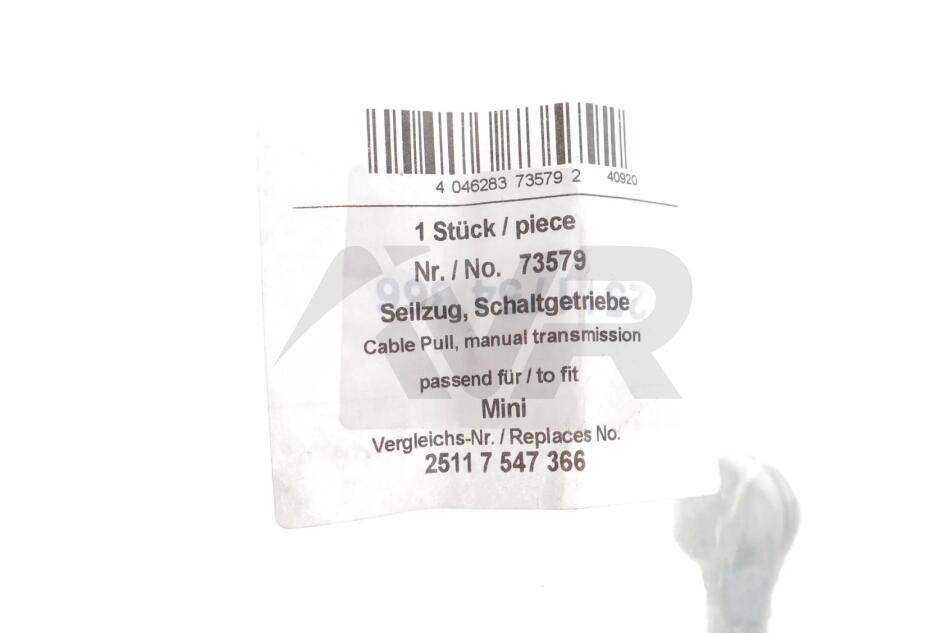 4 046283 73579 2 40920
1 Stück / piece
Nr. / No. 73579
Seilzug, Schaltgetriebe
Cable Pull, manual transmission
passend für / to fit
Mini
Vergleichs-Nr. / Replaces No.
2511 7 547 366